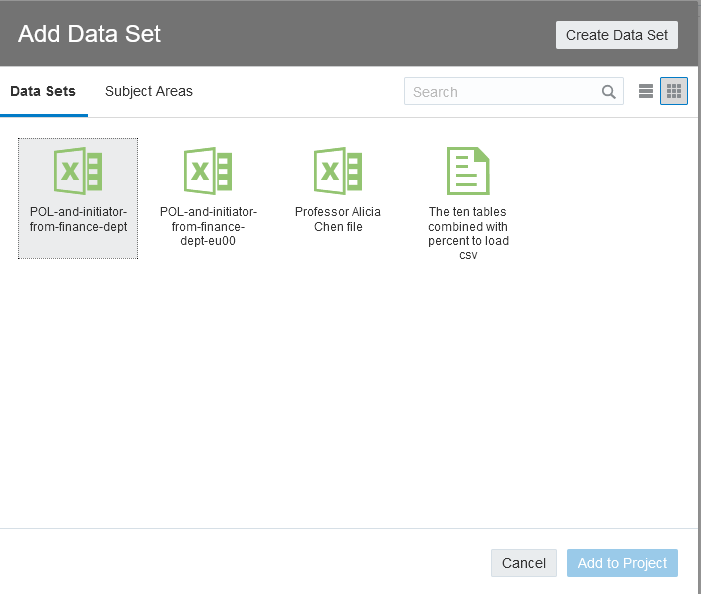 Add Data Set
Create Data Set
Data Sets
Subject Areas
Search
POL-and-initiator-
from-finance-dept
POL-and-initiator-
from-finance-
dept-eu00
Professor Alicia
Chen file
The ten tables
combined with
percent to load
csv
Cancel
Add to Project